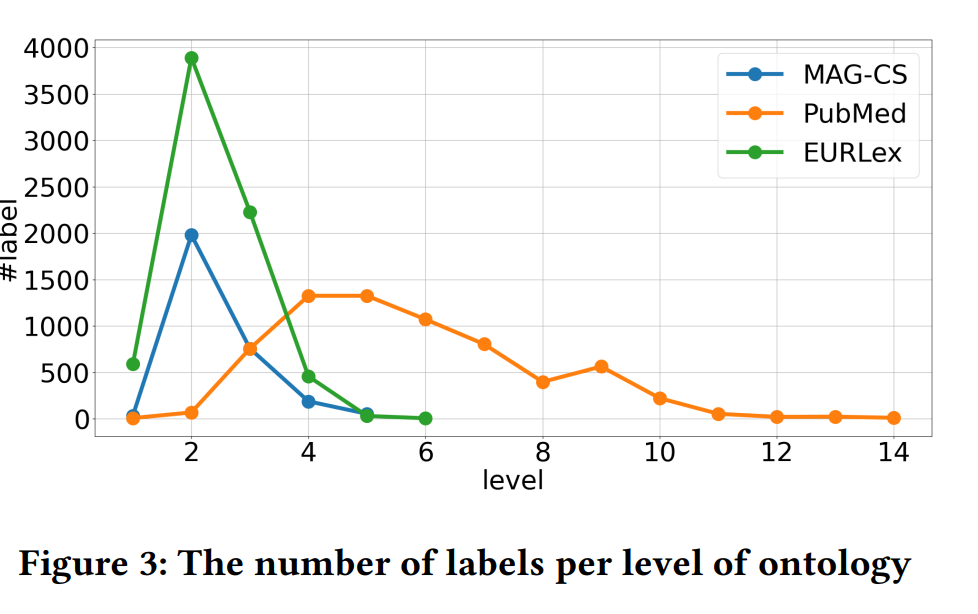 4000
3500
3000
2500
2000
1500
1000
500
0
#label
2 4 6 8 10 12 14
level
MAG-CS
PubMed
EURLex
Figure 3: The number of labels per level of ontology